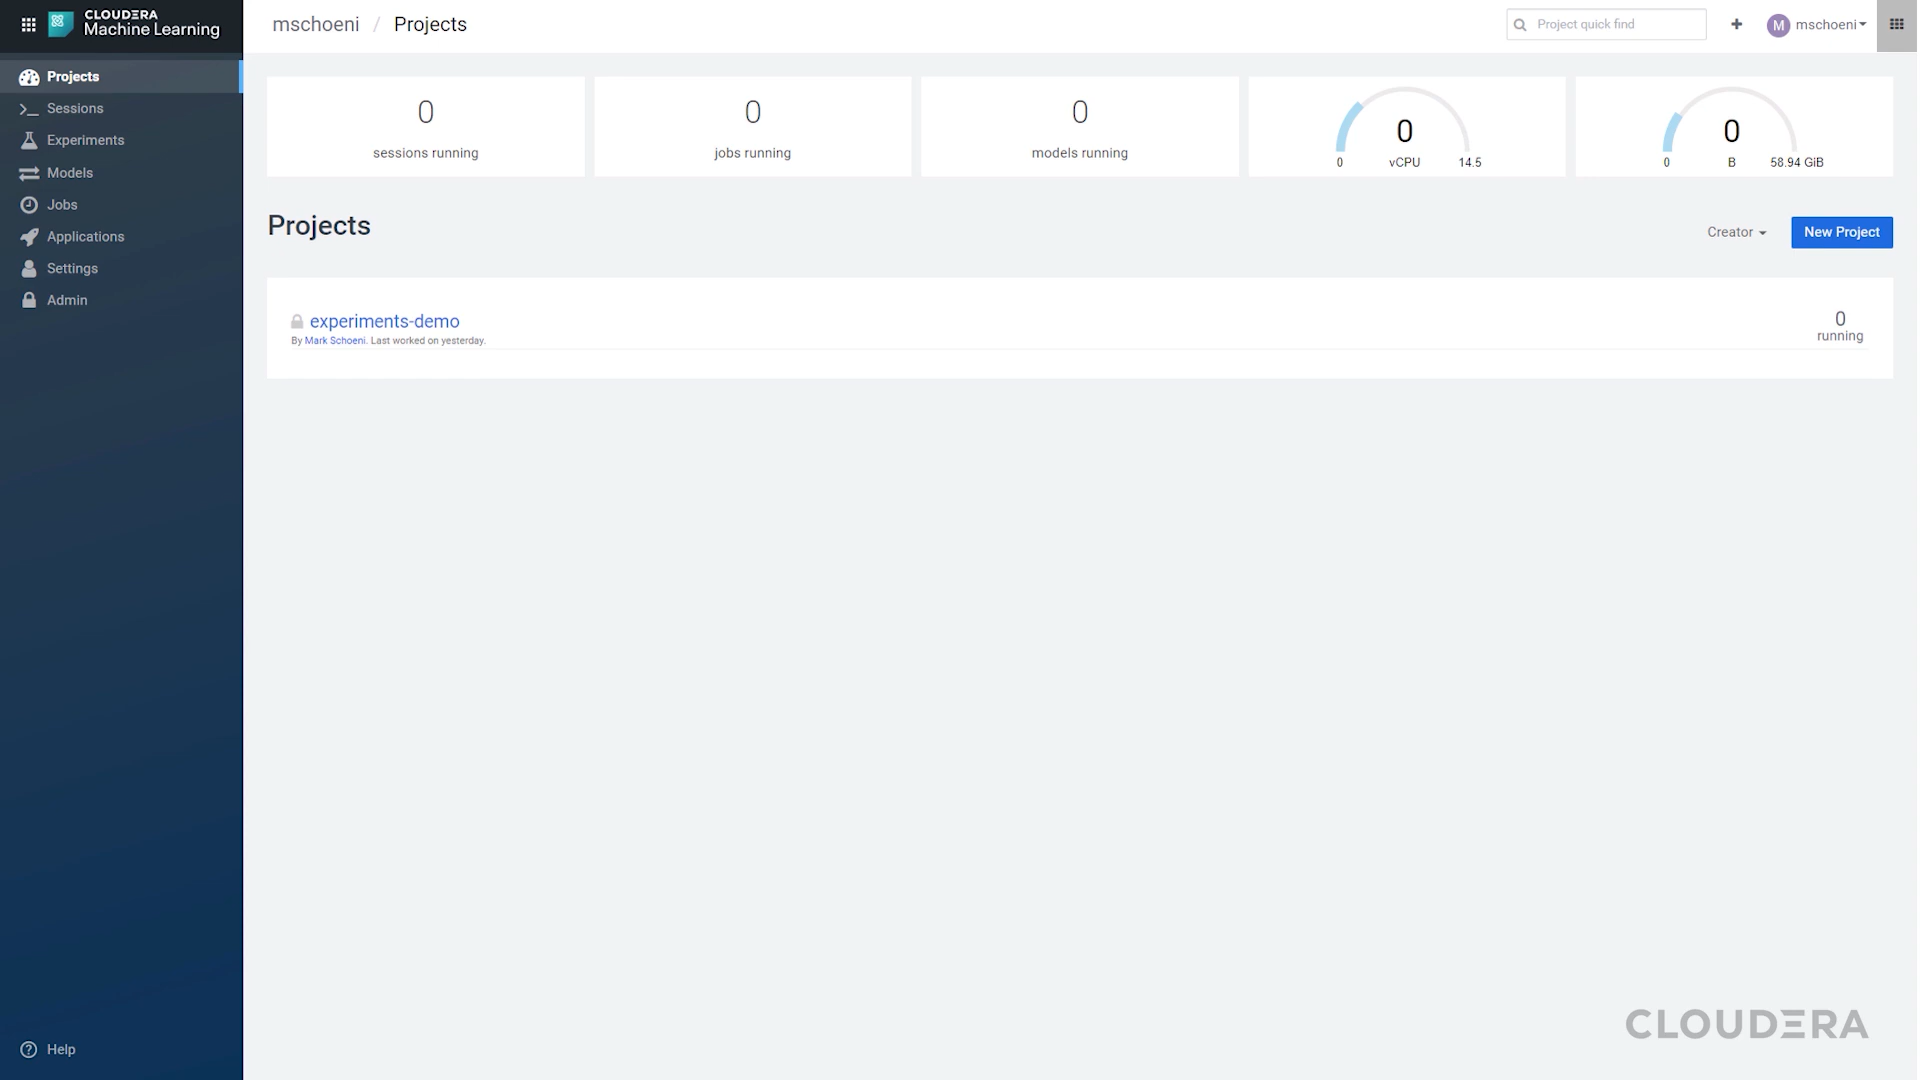 CLOUDERA
Machine Learning
mschoeni / Projects
Project quick find
+
M mschoeni
Projects
Sessions
Experiments
Models
Jobs
Applications
Settings
Admin
Help
0
sessions running
0
jobs running
0
models running
0
0 vCPU 14.5
0
0 B 58.94 GiB
Projects
Creator
New Project
experiments-demo
By Mark Schoeni. Last worked on yesterday.
0
running
CLOUDERA